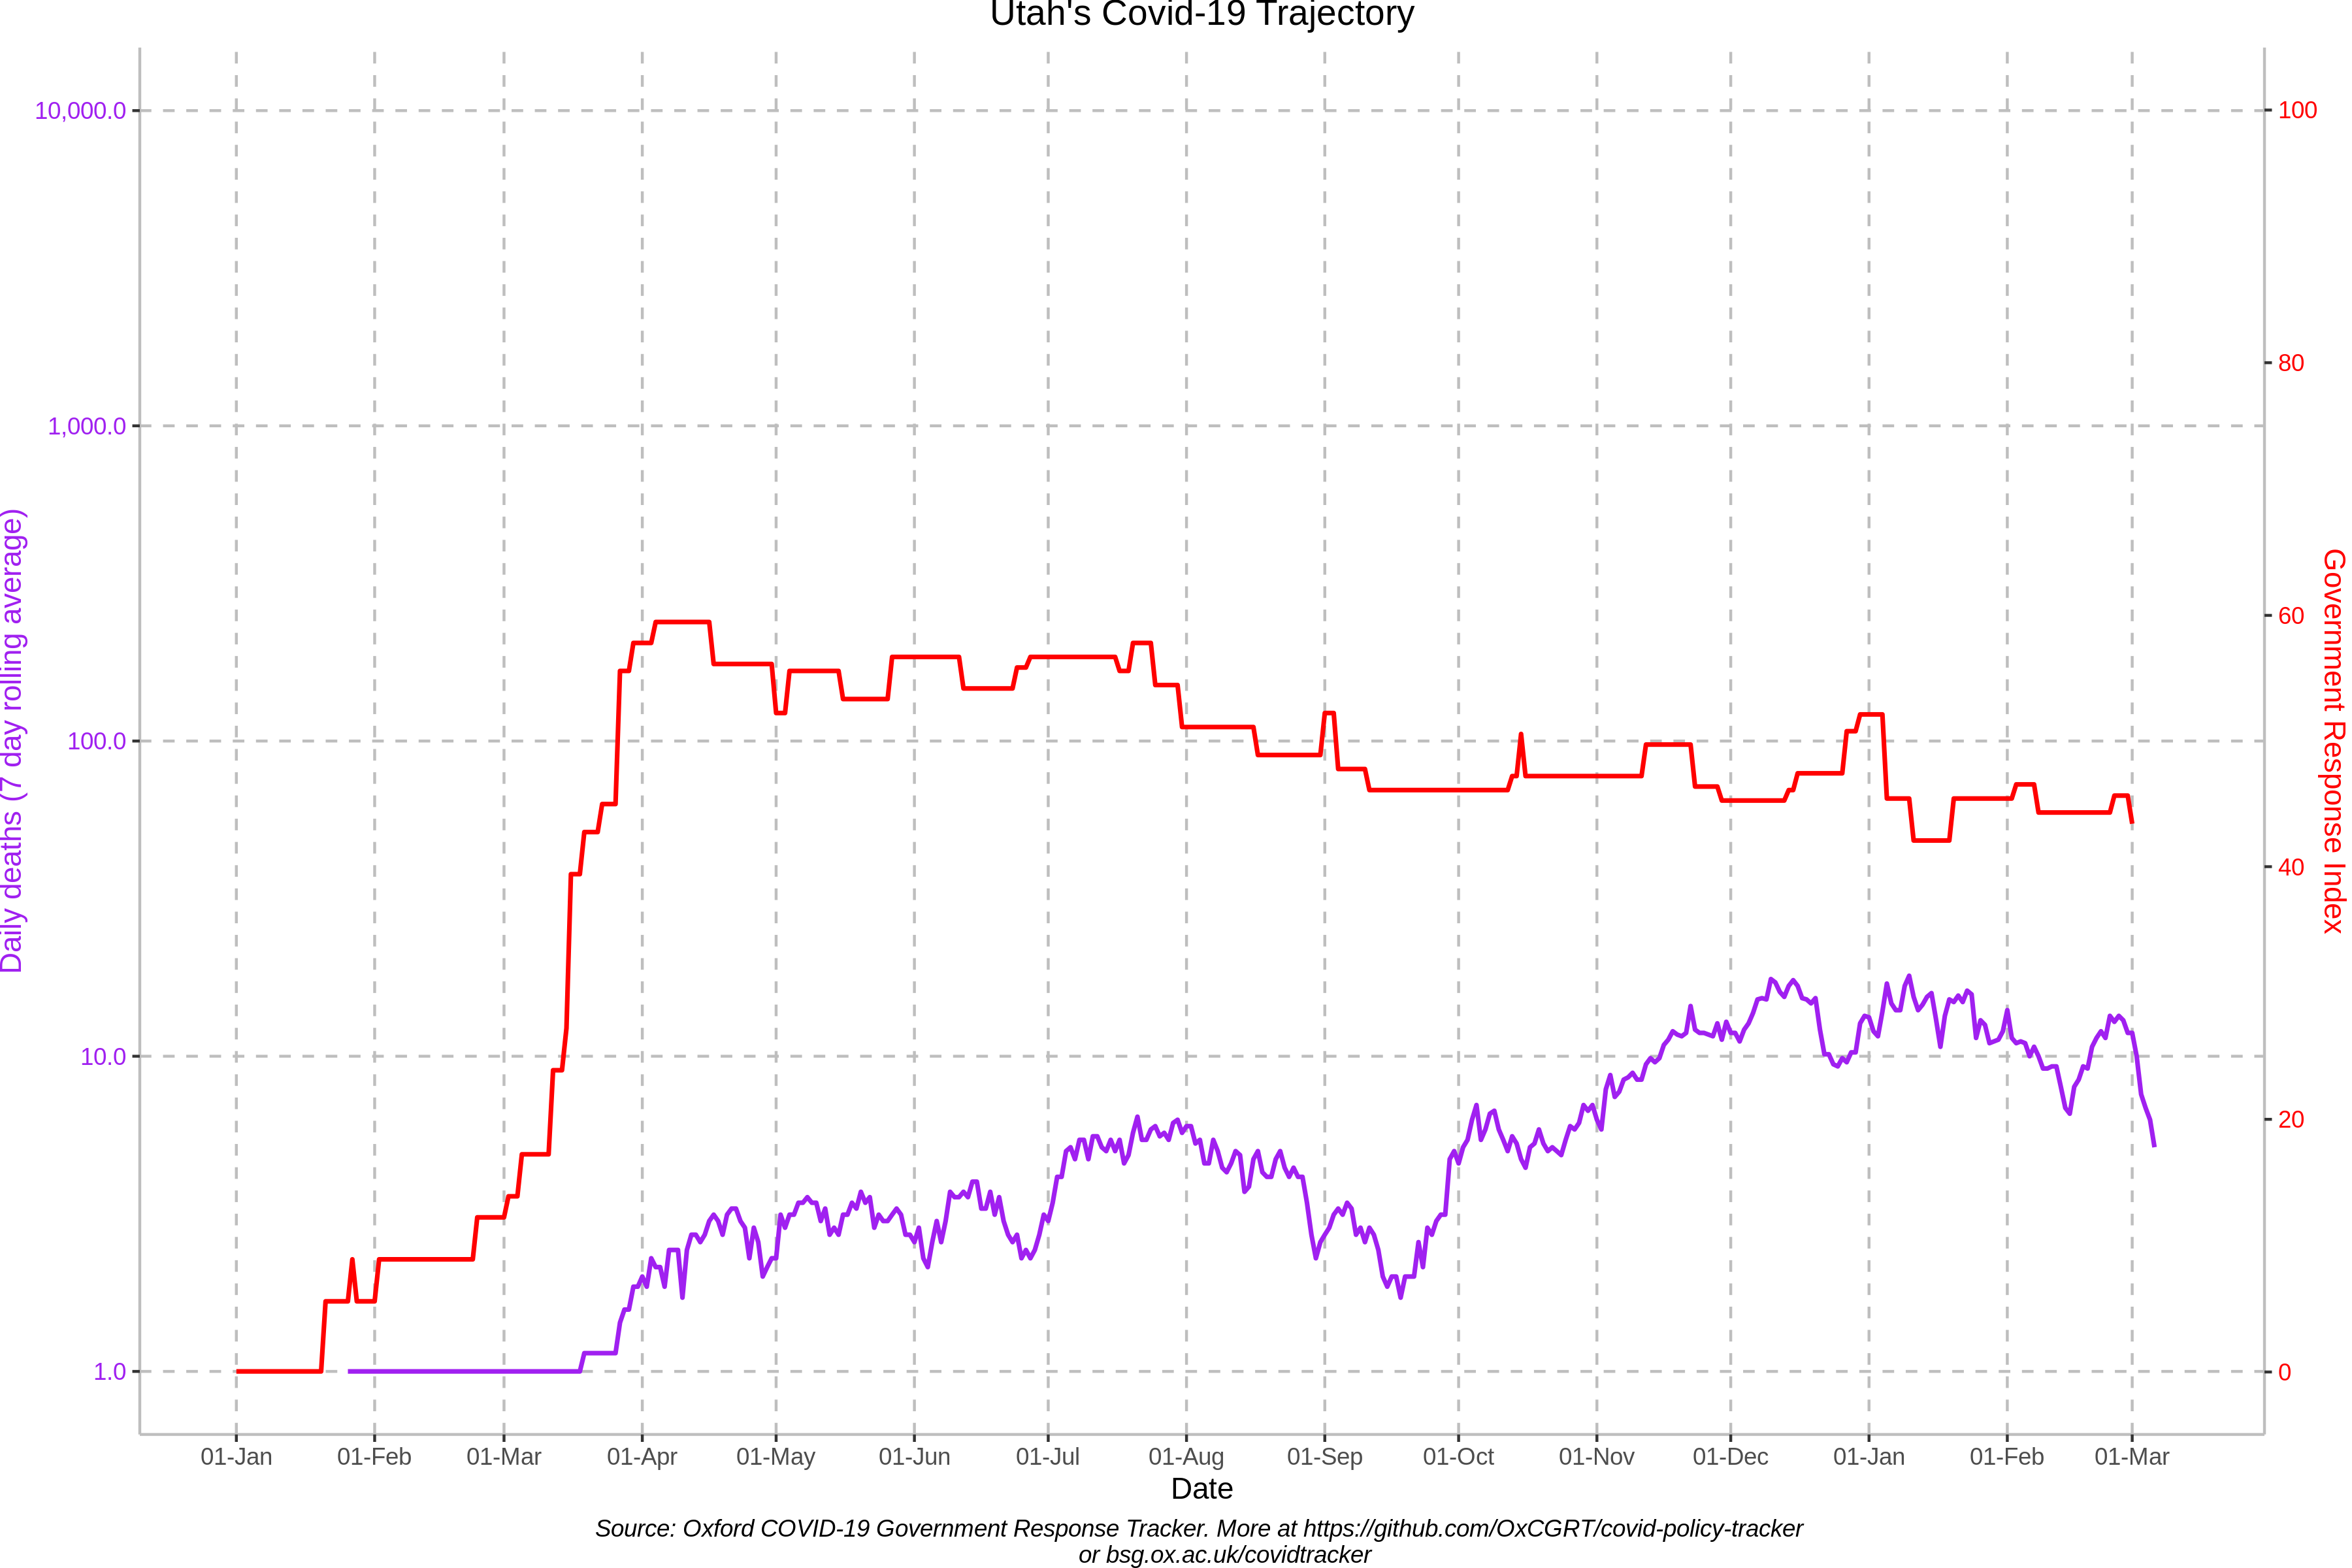 Utah's Covid-19 Trajectory
10,000.0
1,000.0
100.0
10.0
1.0
Daily deaths (7 day rolling average)
100
80
60
40
20
0
Government Response Index
01-Jan 01-Feb 01-Mar 01-Apr 01-May 01-Jun 01-Jul 01-Aug 01-Sep 01-Oct 01-Nov 01-Dec 01-Jan 01-Feb 01-Mar
Date
Source: Oxford COVID-19 Government Response Tracker. More at https://github.com/OxCGRT/covid-policy-tracker
or bsg.ox.ac.uk/covidtracker